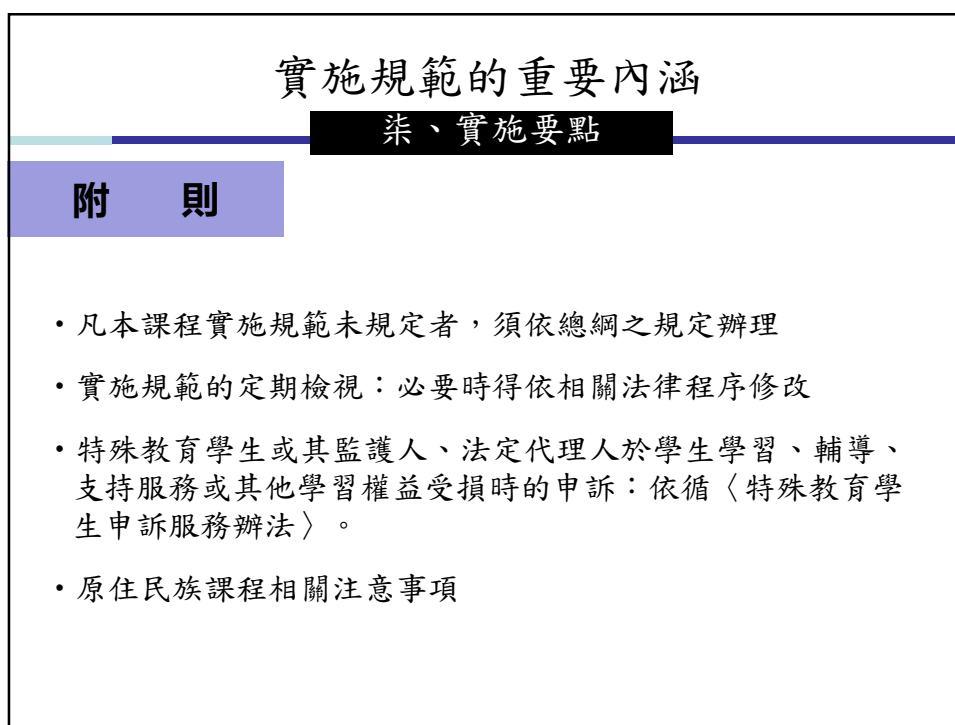 實施規範的重要內涵
柒、實施要點
附　　則
・凡本課程實施規範未規定者，須依總綱之規定辦理
・實施規範的定期檢視：必要時得依相關法律程序修改
・特殊教育學生或其監護人、法定代理人於學生學習、輔導、
支持服務或其他學習權益受損時的申訴：依循〈特殊教育學
生申訴服務辦法〉。
・原住民族課程相關注意事項